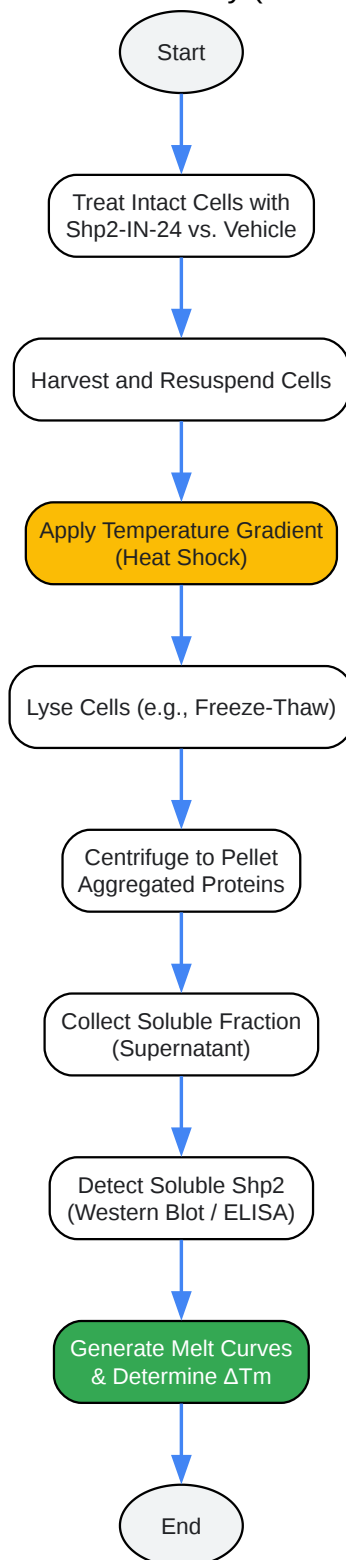 Start
Treat Intact Cells with
Shp2-IN-24 vs. Vehicle
Harvest and Resuspend Cells
Apply Temperature Gradient
(Heat Shock)
Lyse Cells (e.g., Freeze-Thaw)
Centrifuge to Pellet
Aggregated Proteins
Collect Soluble Fraction
(Supernatant)
Detect Soluble Shp2
(Western Blot / ELISA)
Generate Melt Curves
& Determine ΔTm
End